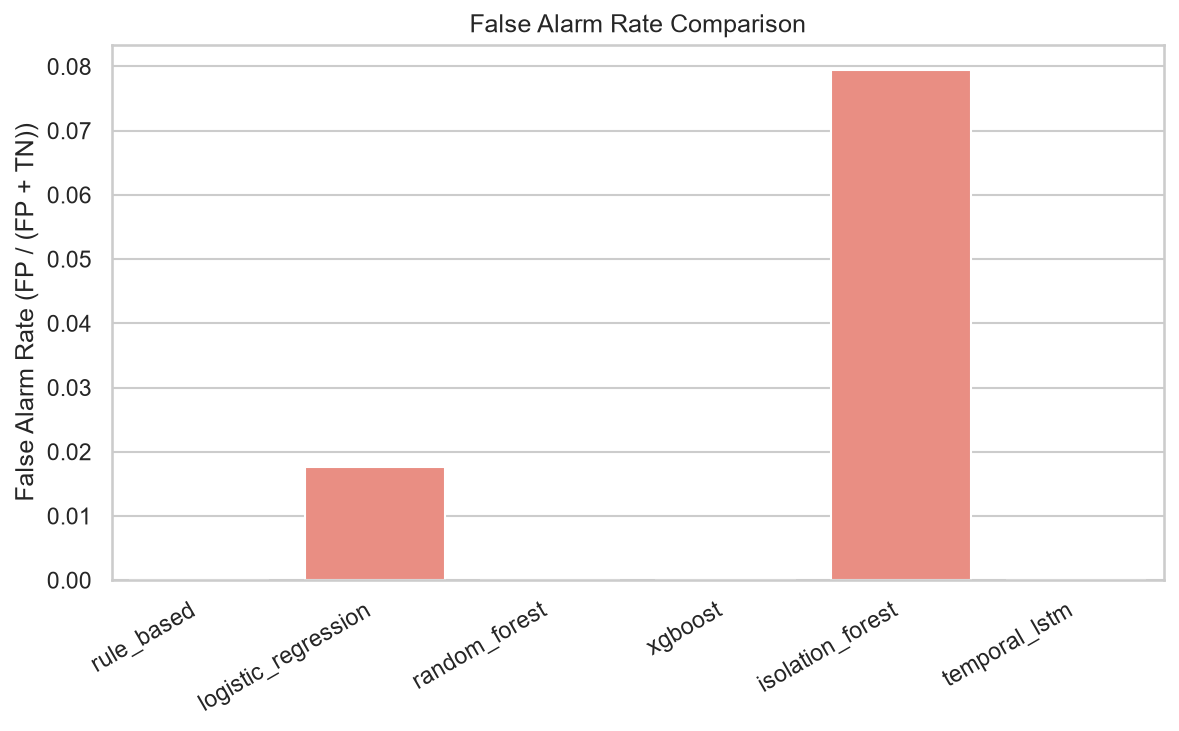 False Alarm Rate Comparison
False Alarm Rate (FP / (FP + TN))
0.08
0.07
0.06
0.05
0.04
0.03
0.02
0.01
0.00
rule_based
logistic_regression
random_forest
xgboost
isolation_forest
temporal_lstm